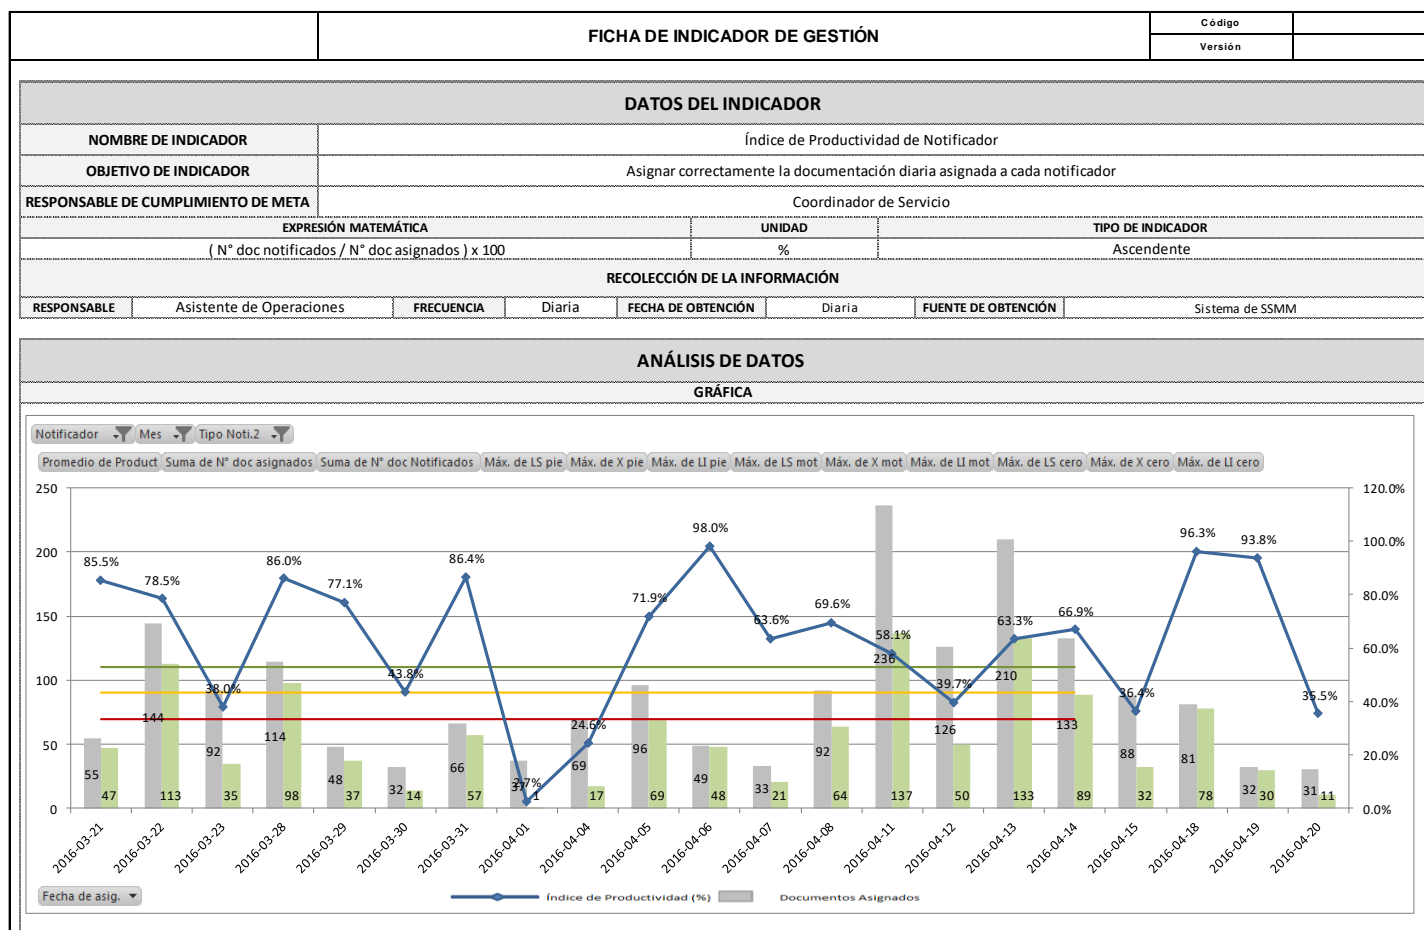 FICHA DE INDICADOR DE GESTIÓN
Código
Versión
DATOS DEL INDICADOR
NOMBRE DE INDICADOR Índice de Productividad de Notificador
OBJETIVO DE INDICADOR Asignar correctamente la documentación diaria asignada a cada notificador
RESPONSABLE DE CUMPLIMIENTO DE META Coordinador de Servicio
EXPRESIÓN MATEMÁTICA UNIDAD TIPO DE INDICADOR
( N° doc notificados / N° doc asignados ) x 100 % Ascendente
RECOLECCIÓN DE LA INFORMACIÓN
RESPONSABLE Asistente de Operaciones FRECUENCIA Diaria FECHA DE OBTENCIÓN Diaria FUENTE DE OBTENCIÓN Sistema de SSMM
ANÁLISIS DE DATOS
GRÁFICA
Notificador Mes Tipo Noti.2
Promedio de Product Suma de N° doc asignados Suma de N° doc Notificados Máx. de LS pie Máx. de X pie Máx. de LI pie Máx. de LS mot Máx. de X mot Máx. de LI mot Máx. de LS cero Máx. de X cero Máx. de LI cero
250 200 150 100 50 0
85.5% 78.5% 38.0% 86.0% 77.1% 43.8% 86.4% 2.7% 24.6% 71.9% 98.0% 63.6% 69.6% 58.1% 39.7% 63.3% 66.9% 36.4% 96.3% 93.8% 35.5%
55 144 92 114 48 32 66 37 69 96 49 33 92 236 126 210 133 88 81 32 31
47 113 35 98 37 14 57 1 17 69 48 21 64 137 50 133 89 32 78 30 11
120.0% 100.0% 80.0% 60.0% 40.0% 20.0% 0.0%
2016-03-21 2016-03-22 2016-03-23 2016-03-28 2016-03-29 2016-03-30 2016-03-31 2016-04-01 2016-04-04 2016-04-05 2016-04-06 2016-04-07 2016-04-08 2016-04-11 2016-04-12 2016-04-13 2016-04-14 2016-04-15 2016-04-18 2016-04-19 2016-04-20
Fecha de asig.
Índice de Productividad (%) Documentos Asignados